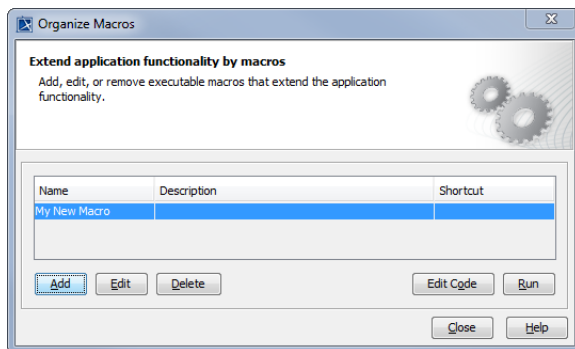 Organize Macros
Extend application functionality by macros
Add, edit, or remove executable macros that extend the application
functionality.
Name Description Shortcut
My New Macro
Add Edit Delete Edit Code Run
Close Help